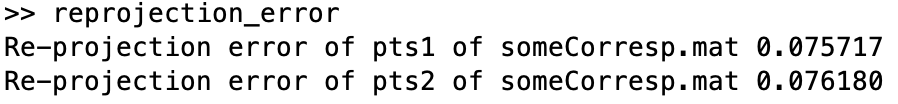 >> reprojection_error
Re-projection error of pts1 of someCorresp.mat 0.075717
Re-projection error of pts2 of someCorresp.mat 0.076180